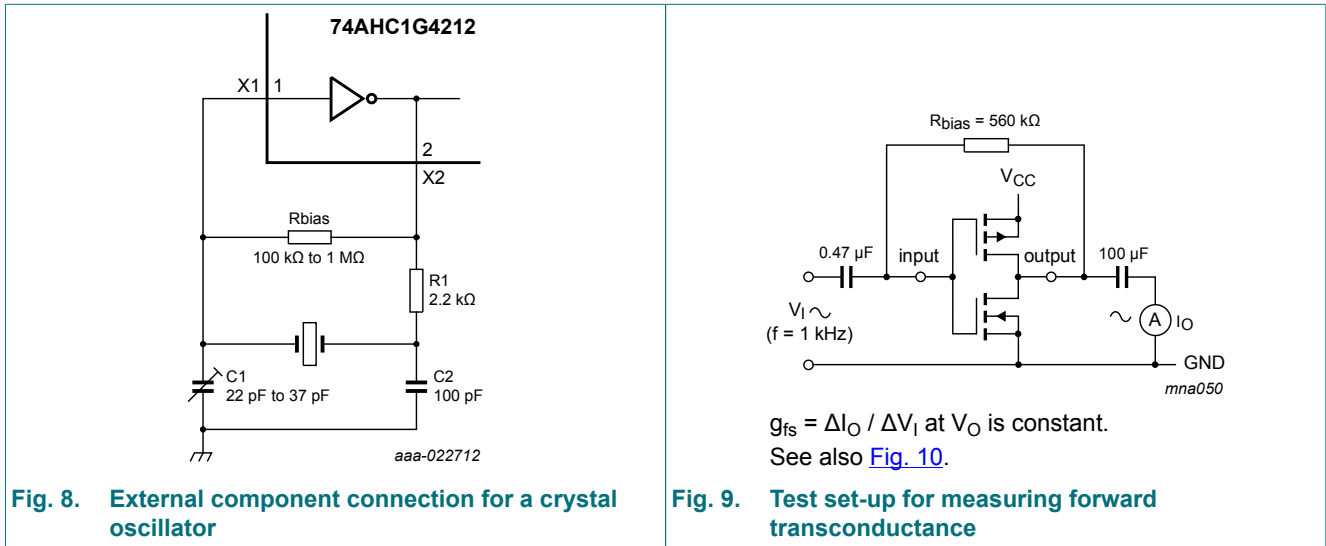 74AHC1G4212
X1
1
2
X2
Rbias
100 kΩ to 1 MΩ
R1
2.2 kΩ
C1
22 pF to 37 pF
C2
100 pF
aaa-022712
Fig. 8. External component connection for a crystal
oscillator
Rbias = 560 kΩ
VCC
0.47 µF
input
output
100 µF
VI
(f = 1 kHz)
A
IO
GND
mna050
gfs = ΔIO / ΔVI at VO is constant.
See also Fig. 10.
Fig. 9. Test set-up for measuring forward
transconductance